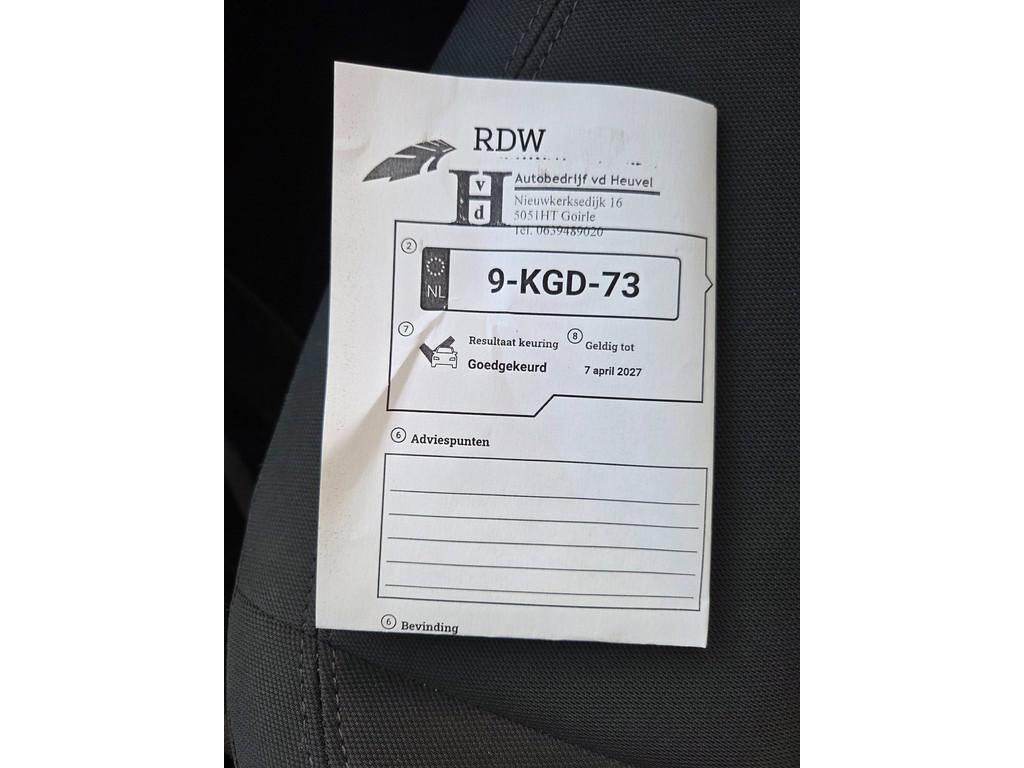 RDW
v
d
Autobedrijf vd Heuvel
Nieuwkerksedijk 16
5051HT Goirle
Tel. 0639489020
2
NL
9-KGD-73
7
Resultaat keuring
8
Geldig tot
Goedgekeurd
7 april 2027
6 Adviespunten
6 Bevinding